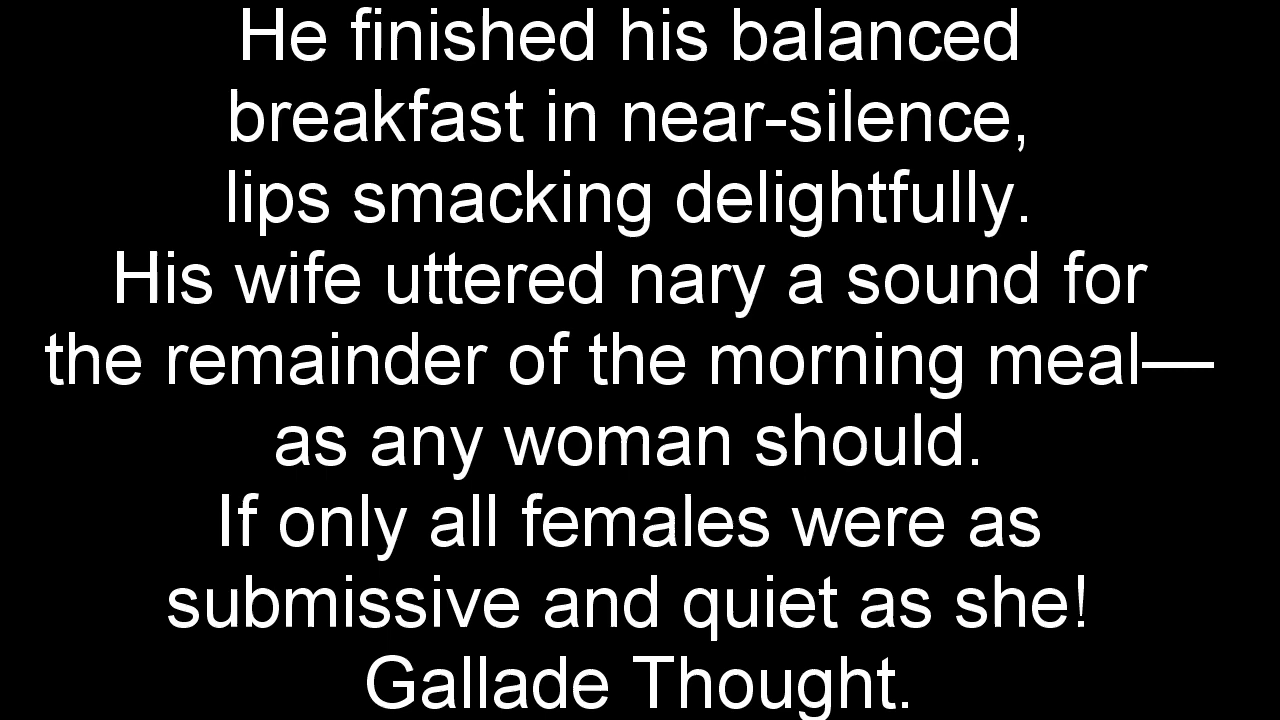 He finished his balanced
breakfast in near-silence,
lips smacking delightfully.
His wife uttered nary a sound for
the remainder of the morning meal—
as any woman should.
If only all females were as
submissive and quiet as she!
Gallade Thought.